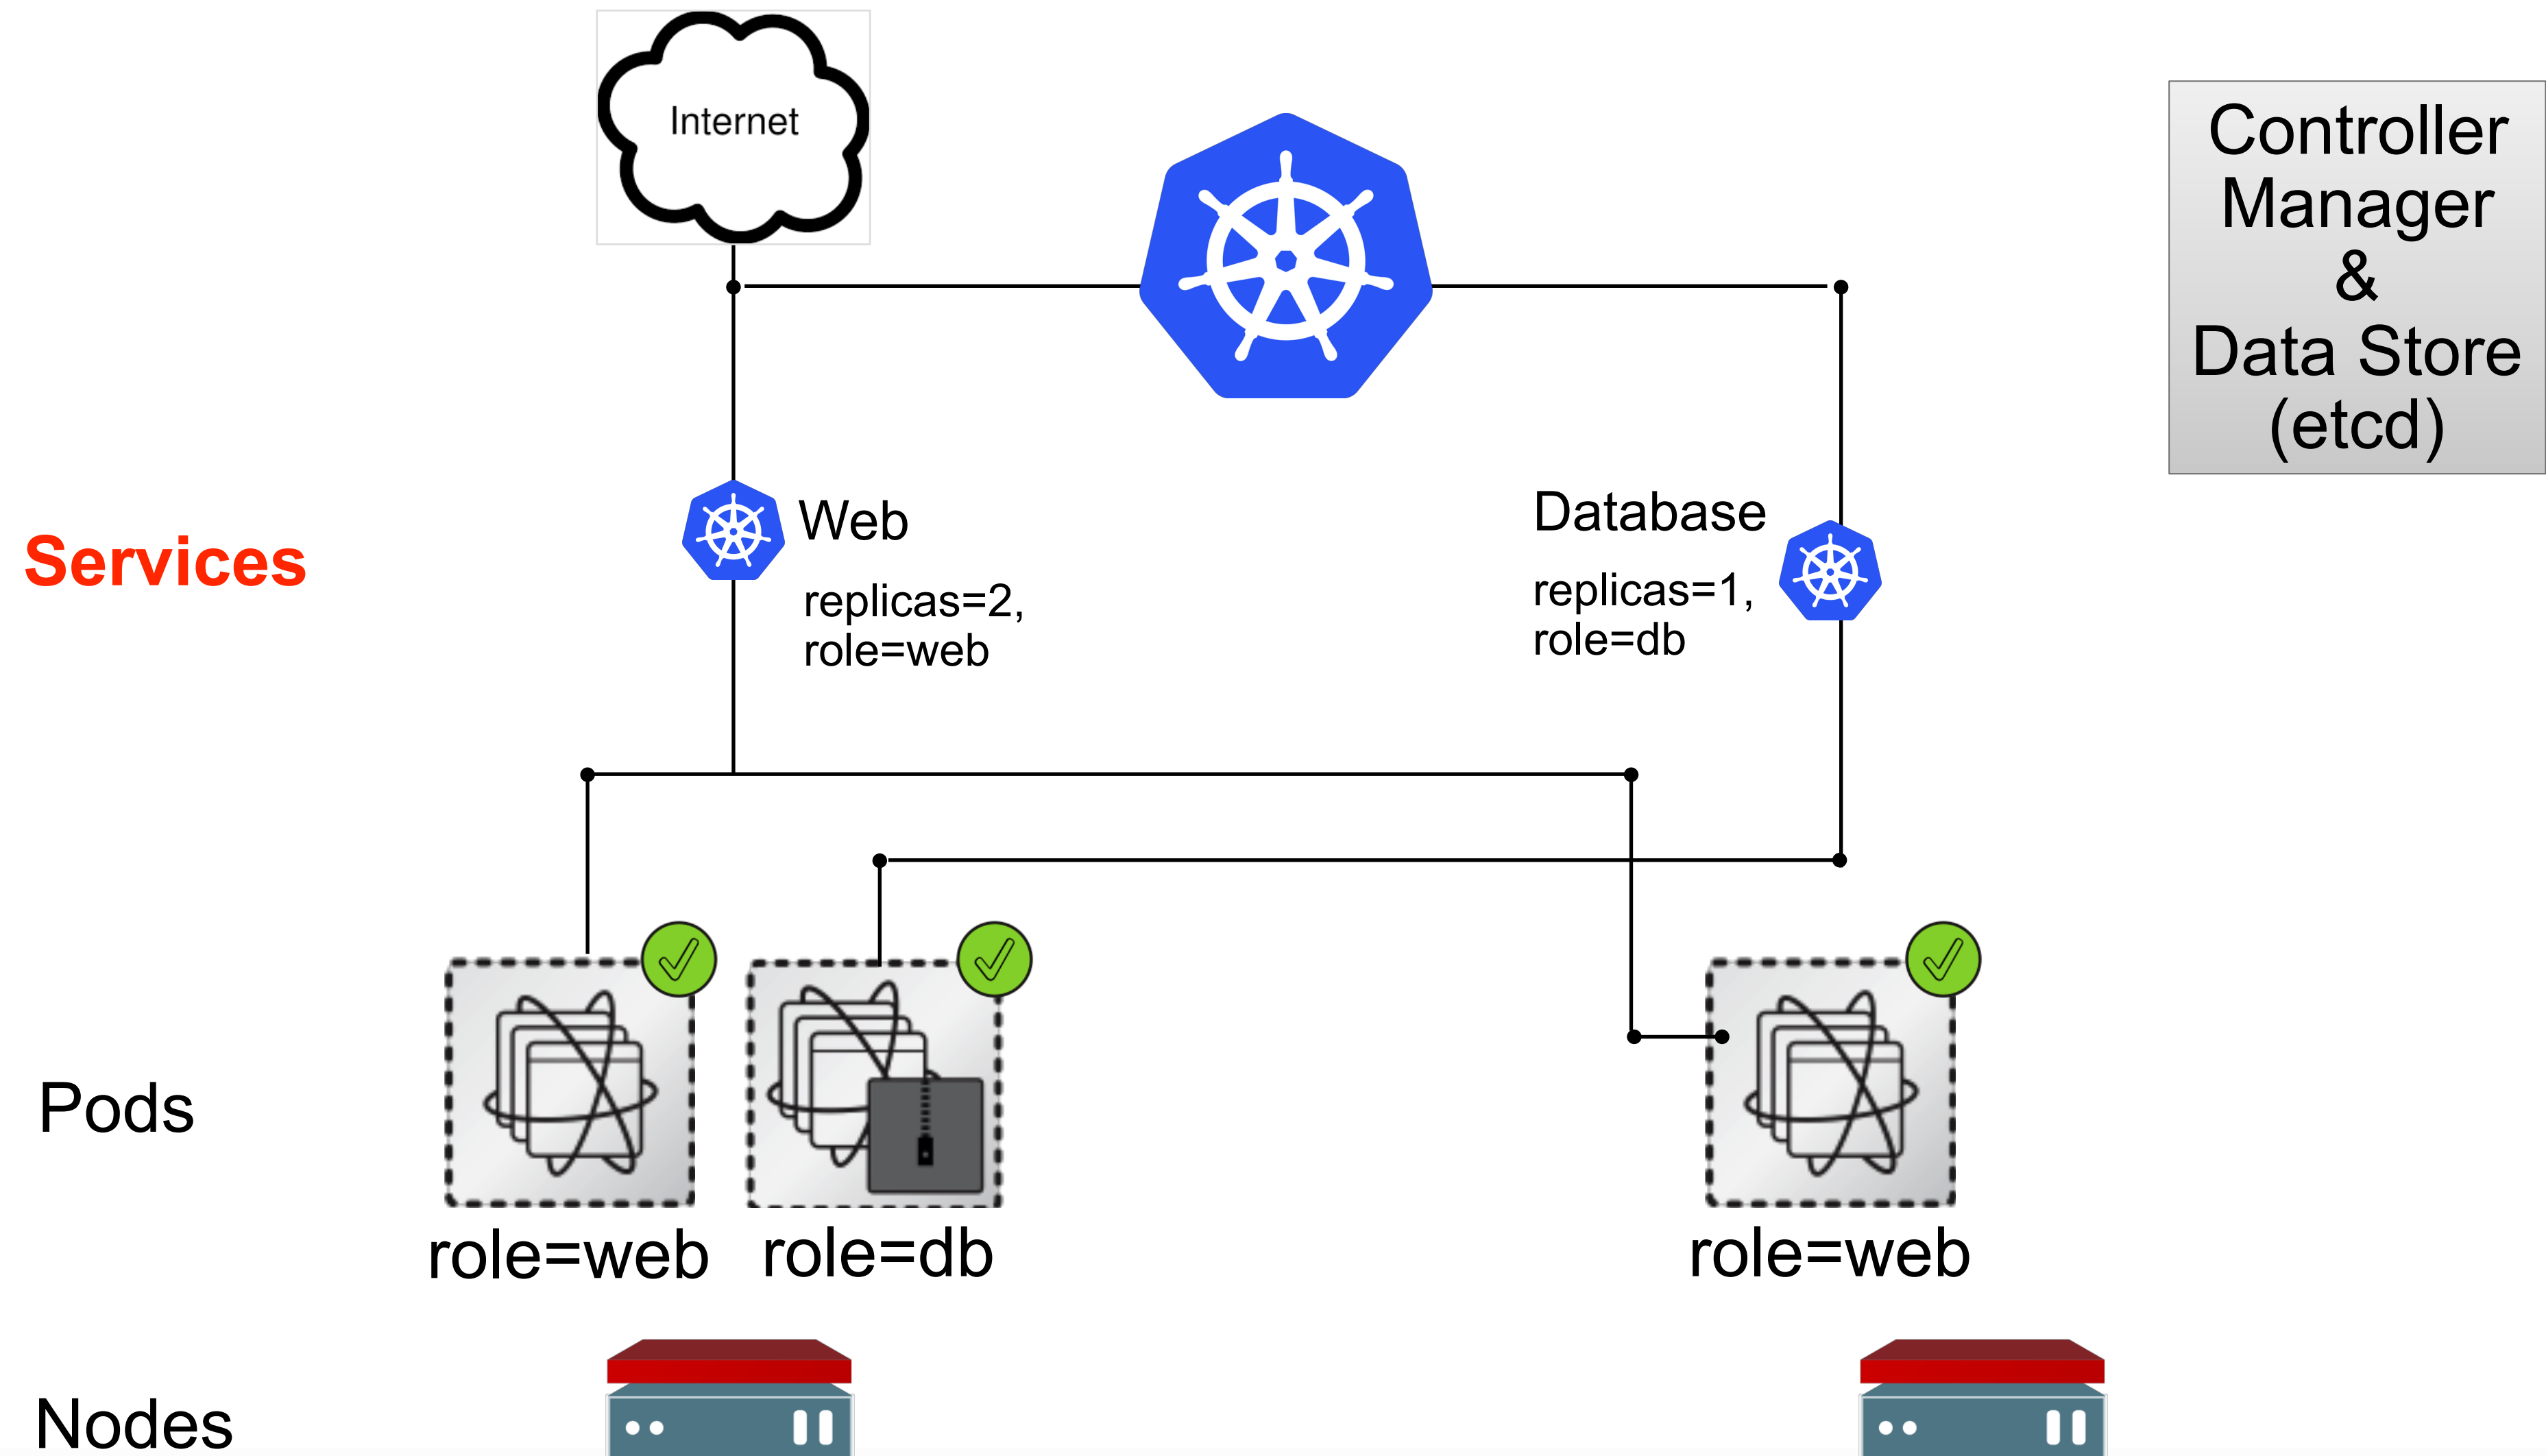 Internet
Controller
Manager
&
Data Store
(etcd)
Services
Web
replicas=2,
role=web
Database
replicas=1,
role=db
Pods
role=web
role=db
role=web
Nodes